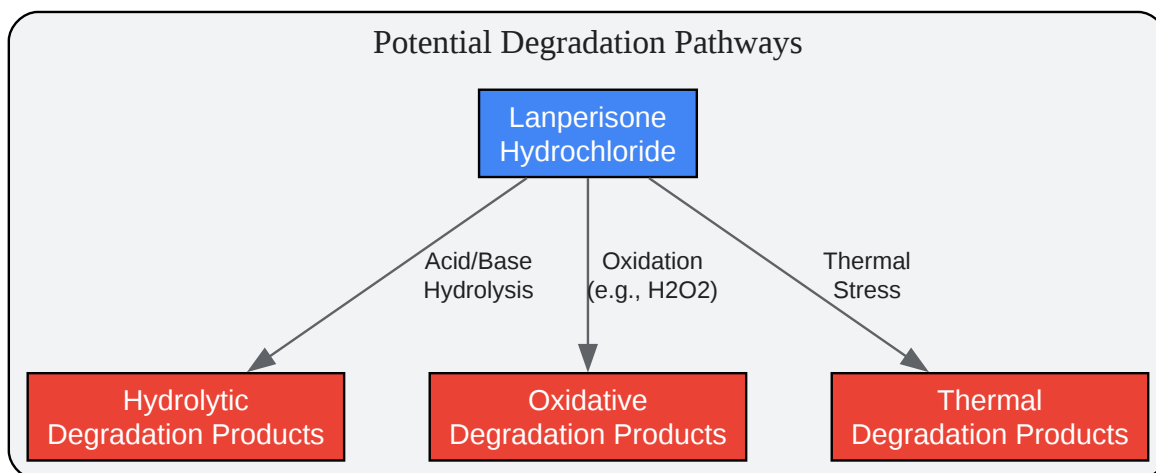 Potential Degradation Pathways
Lanperisone
Hydrochloride
Acid/Base
Hydrolysis
Oxidation
(e.g., H2O2)
Thermal
Stress
Hydrolytic
Degradation Products
Oxidative
Degradation Products
Thermal
Degradation Products